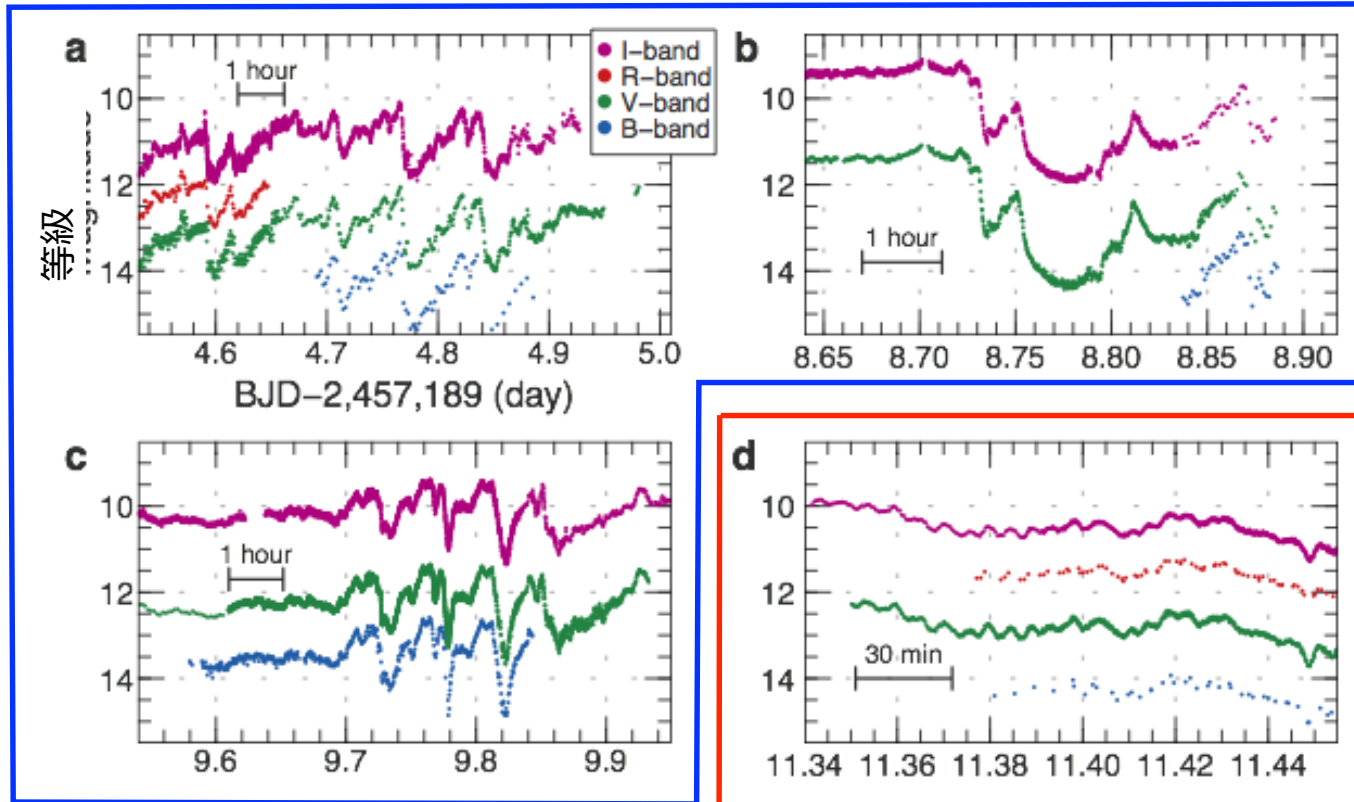 a
1 hour
I-band
R-band
V-band
B-band
10
12
14
等級
4.6 4.7 4.8 4.9 5.0
BJD-2,457,189 (day)
b
10
12
14
1 hour
8.65 8.70 8.75 8.80 8.85 8.90
c
10
12
14
1 hour
9.6 9.7 9.8 9.9
d
10
12
14
30 min
11.34 11.36 11.38 11.40 11.42 11.44